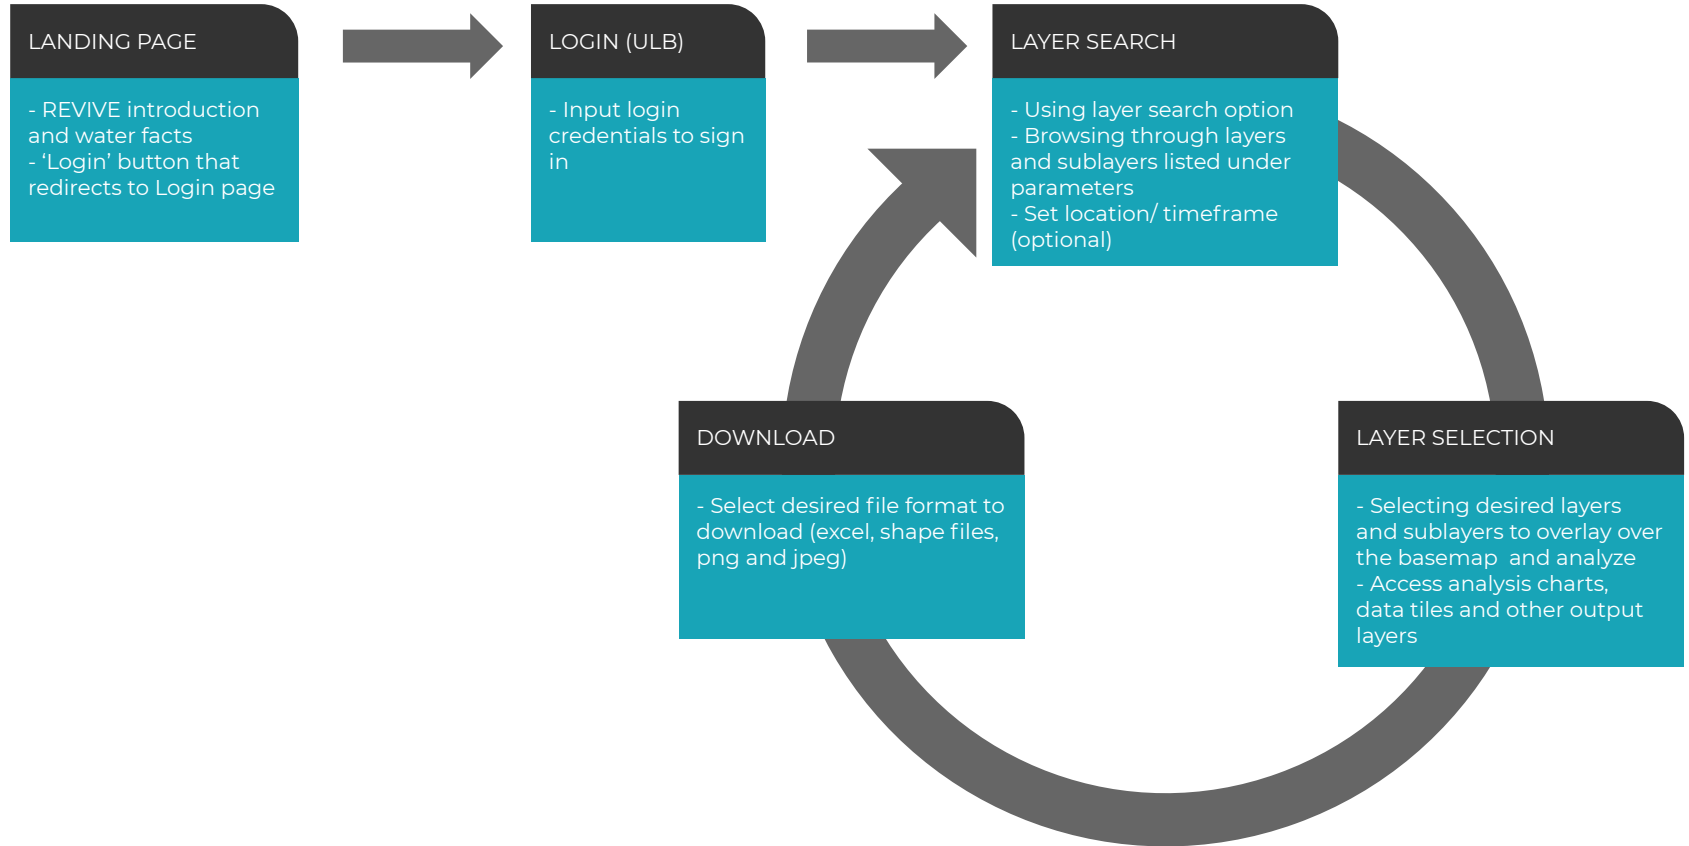 LANDING PAGE
- REVIVE introduction
and water facts
- ‘Login’ button that
redirects to Login page
LOGIN (ULB)
- Input login
credentials to sign
in
LAYER SEARCH
- Using layer search option
- Browsing through layers
and sublayers listed under
parameters
- Set location/ timeframe
(optional)
DOWNLOAD
- Select desired file format to
download (excel, shape files,
png and jpeg)
LAYER SELECTION
- Selecting desired layers
and sublayers to overlay over
the basemap  and analyze
- Access analysis charts,
data tiles and other output
layers